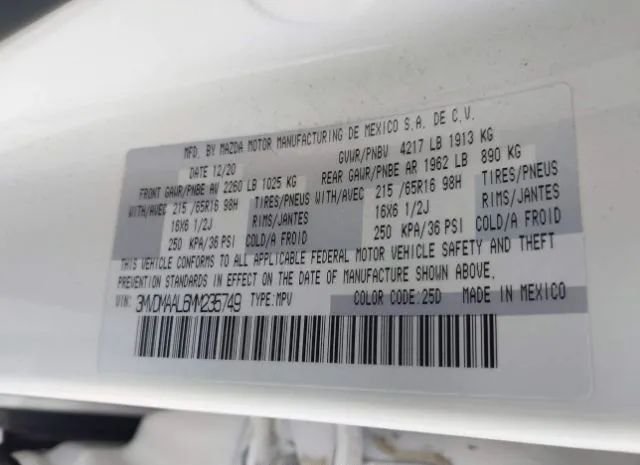 MFD. BY MAZDA MOTOR MANUFACTURING DE MEXICO S.A. DE C.V.
DATE 12/20 GVWR/PNBV 4217 LB 1913 KG
FRONT GAWR/PNBE AV 2260 LB 1025 KG REAR GAWR/PNBE AR 1962 LB 890 KG
WITH/AVEC 215 /65R16 98H TIRES/PNEUS WITH/AVEC 215 /65R16 98H TIRES/PNEUS
16X6 1/2J RIMS/JANTES 16X6 1/2J RIMS/JANTES
250 KPA/36 PSI COLD/A FROID 250 KPA/36 PSI COLD/A FROID
THIS VEHICLE CONFORMS TO ALL APPLICABLE FEDERAL MOTOR VEHICLE SAFETY AND THEFT
PREVENTION STANDARDS IN EFFECT ON THE DATE OF MANUFACTURE SHOWN ABOVE.
VIN: 3MVDMAAL6MM235749 TYPE:MPV COLOR CODE:25D MADE IN MEXICO